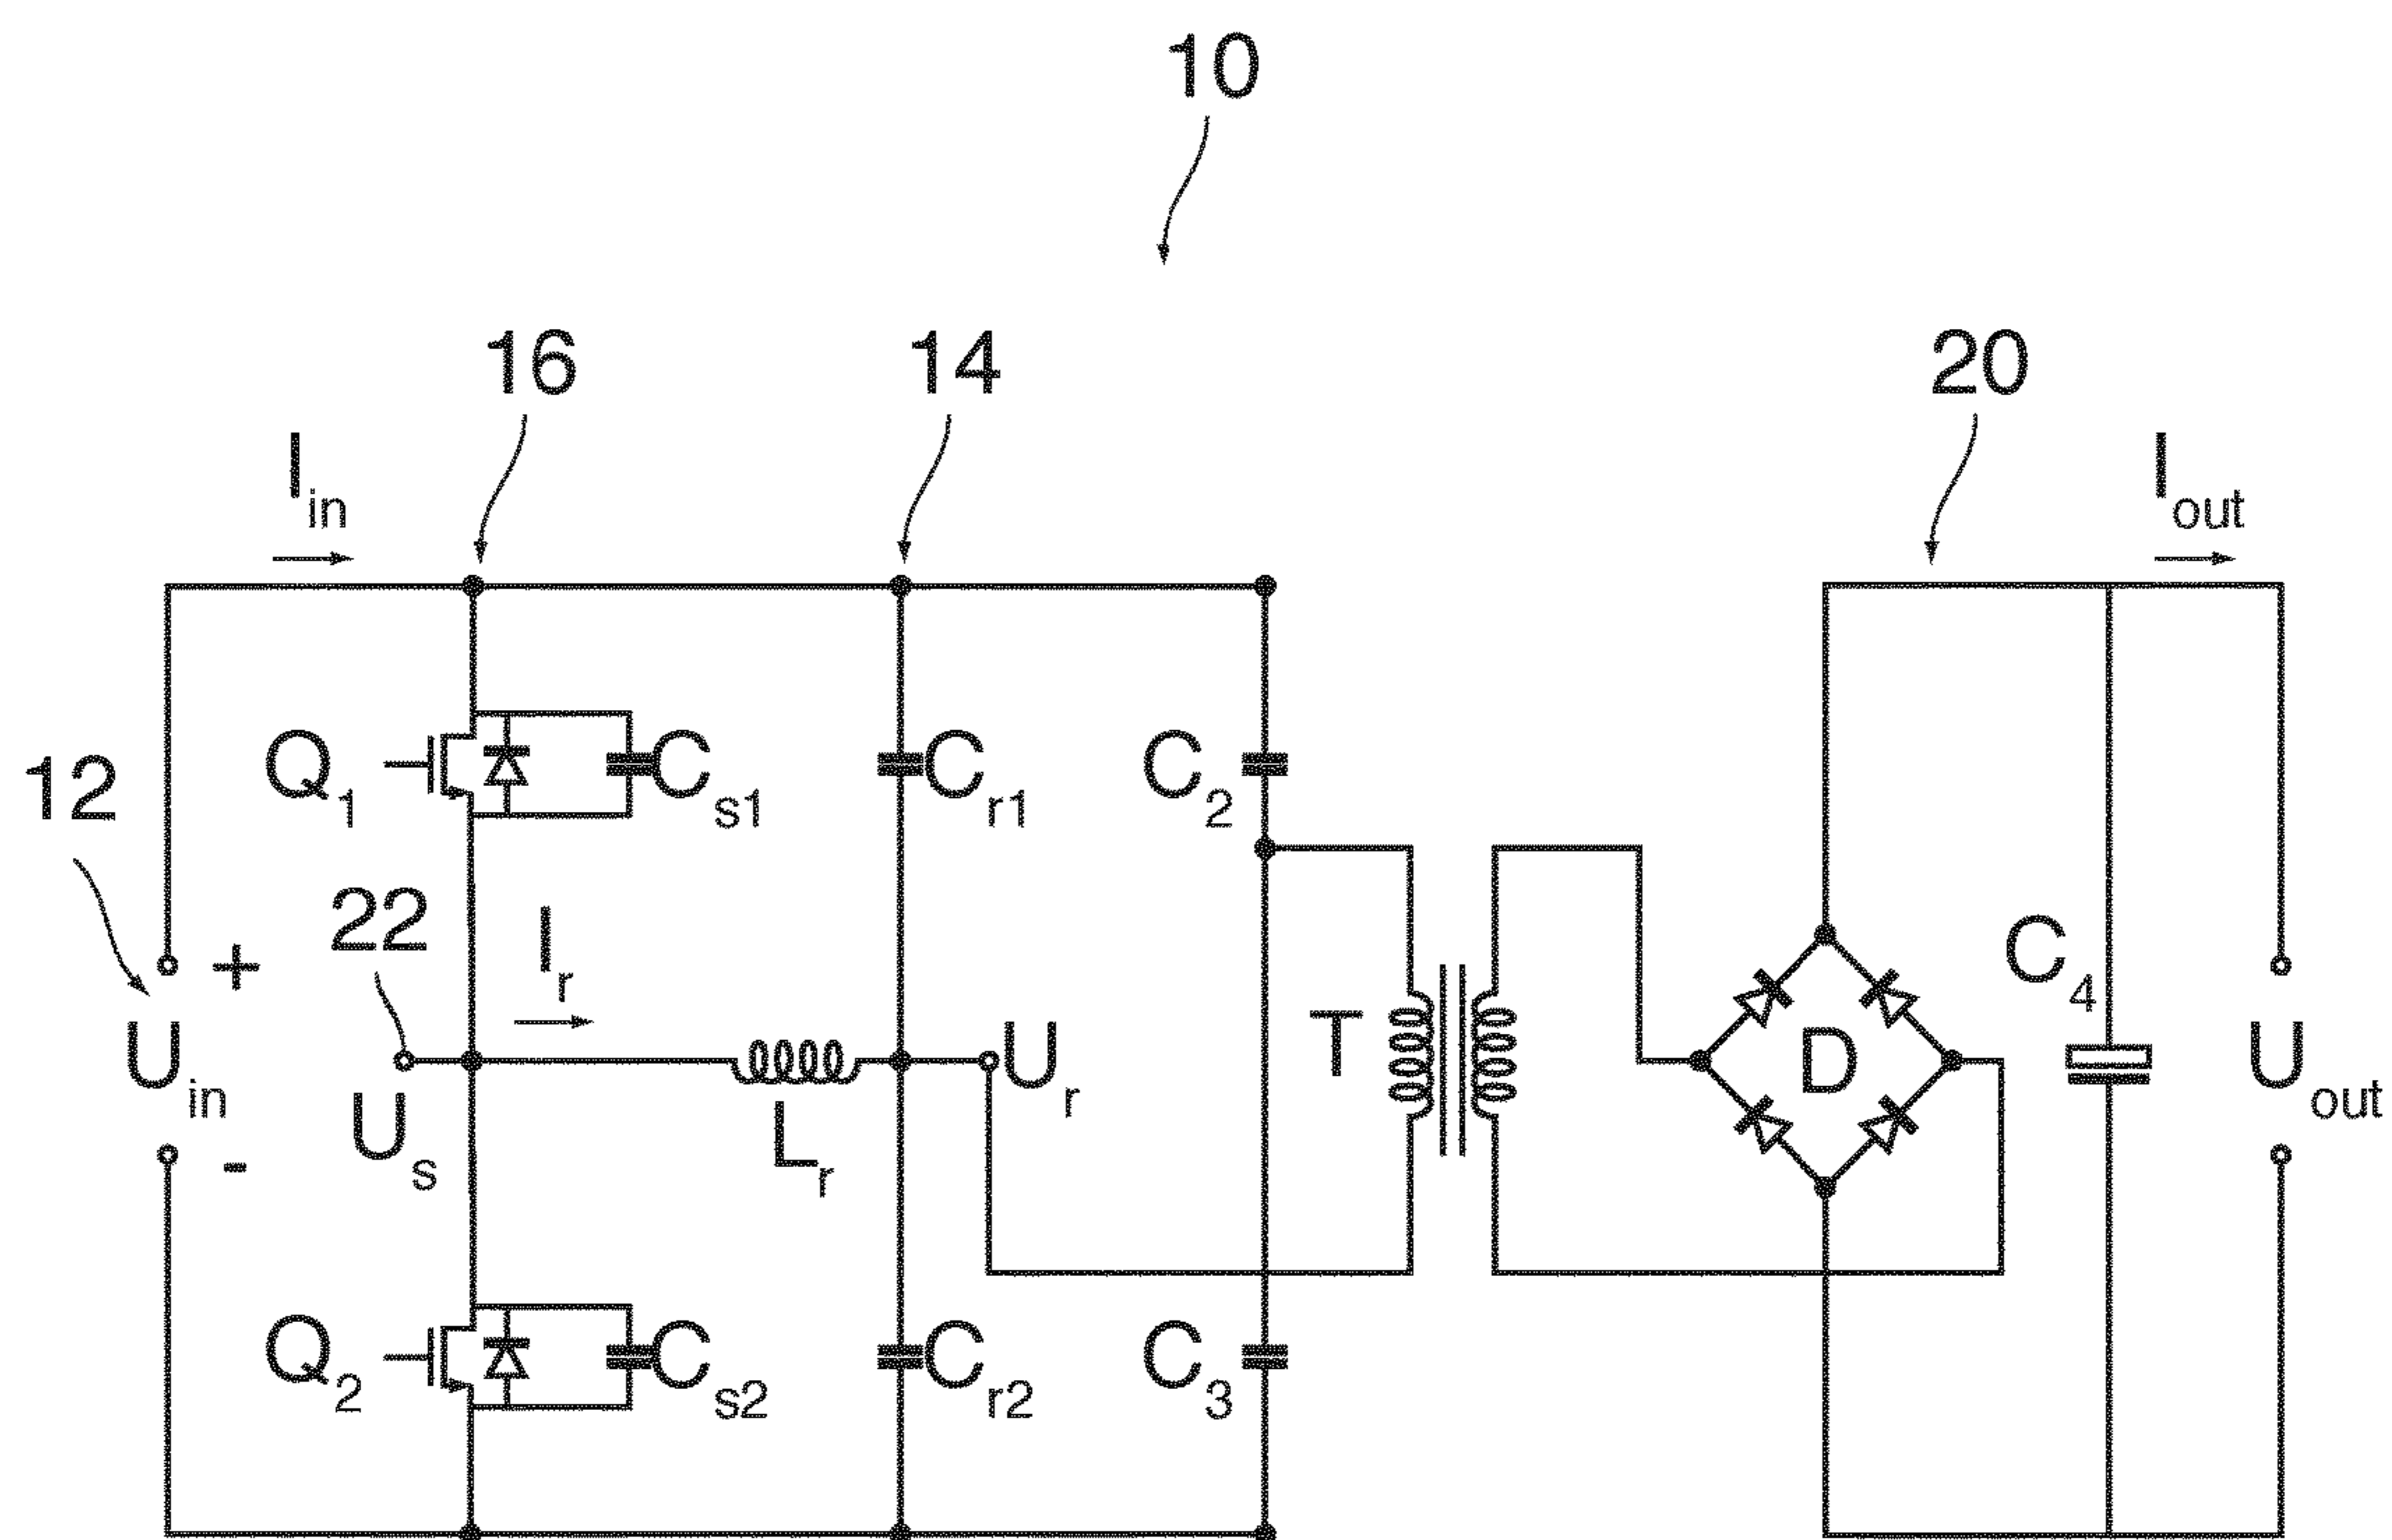 10
16
14
20
I_in
I_out
Q_1
C_s1
C_r1
C_2
12
22
I_r
+
C_4
U_in
U_r
T
D
U_out
U_s
L_r
-
Q_2
C_s2
C_r2
C_3